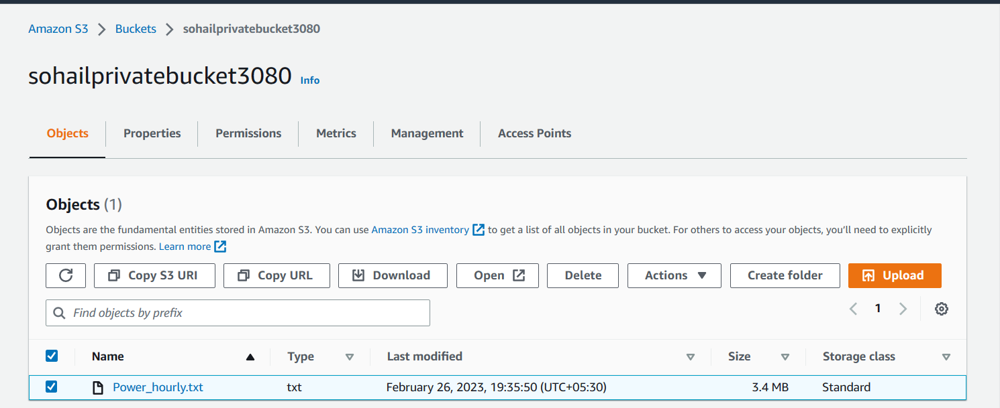 Amazon S3 Buckets sohailprivatebucket3080
sohailprivatebucket3080 Info
Objects Properties Permissions Metrics Management Access Points
Objects (1)
Objects are the fundamental entities stored in Amazon S3. You can use Amazon S3 inventory to get a list of all objects in your bucket. For others to access your objects, you'll need to explicitly
grant them permissions. Learn more
Copy S3 URI Copy URL Download Open Delete Actions Create folder Upload
Find objects by prefix 1
Name Type Last modified Size Storage class
Power_hourly.txt txt February 26, 2023, 19:35:50 (UTC+05:30) 3.4 MB Standard